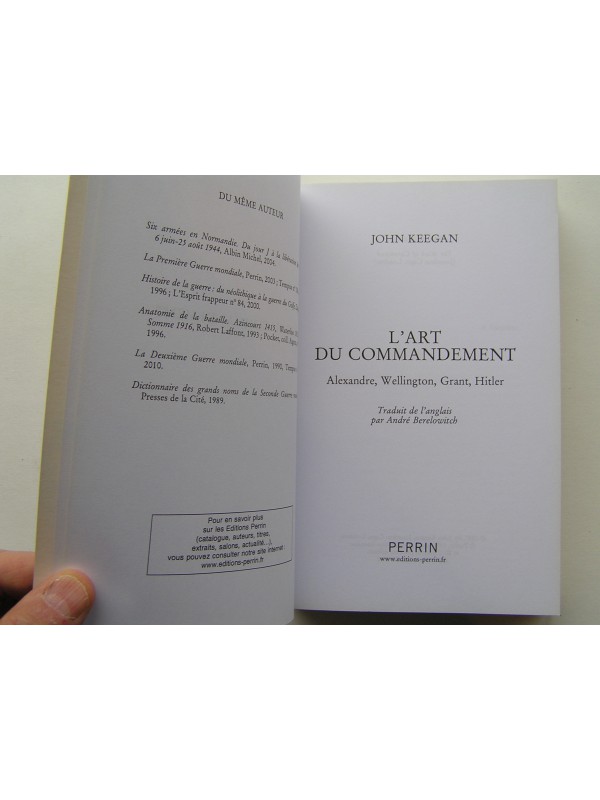 DU MÊME AUTEUR
Six armées en Normandie. Du jour J à la libération
6 juin-25 août 1944, Albin Michel, 2004.
La Première Guerre mondiale, Perrin, 2003 ; Tempus n°
Histoire de la guerre : du néolithique à la guerre du Golfe,
1996 ; L'Esprit frappeur n° 84, 2000.
Anatomie de la bataille. Azincourt 1415, Waterloo
Somme 1916, Robert Laffont, 1993 ; Pocket, coll. Agora,
1996.
La Deuxième Guerre mondiale, Perrin, 1990,
2010.
Dictionnaire des grands noms de la Seconde Guerre
Presses de la Cité, 1989.
Pour en savoir plus
sur les Editions Perrin
(catalogue, auteurs, titres,
extraits, salons, actualité...),
vous pouvez consulter notre site internet :
www.editions-perrin.fr
JOHN KEEGAN
L'ART
DU COMMANDEMENT
Alexandre, Wellington, Grant, Hitler
Traduit de l'anglais
par André Berelowitch
PERRIN
www.editions-perrin.fr